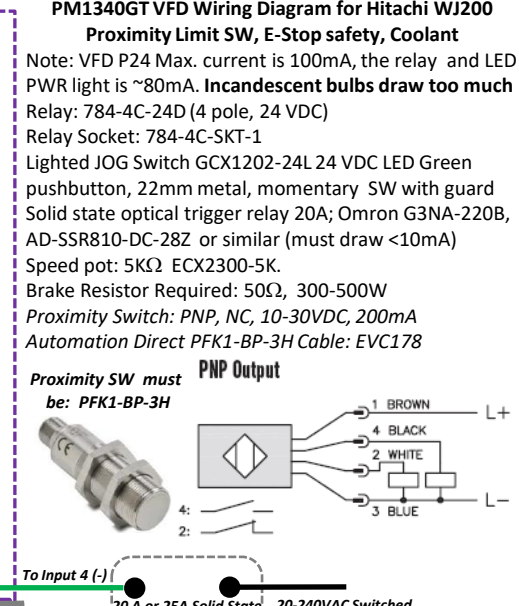 PM1340GT VFD Wiring Diagram for Hitachi WJ200
Proximity Limit SW, E-Stop safety, Coolant
Note: VFD P24 Max. current is 100mA, the relay and LED
PWR light is ~80mA. Incandescent bulbs draw too much
Relay: 784-4C-24D (4 pole, 24 VDC)
Relay Socket: 784-4C-SKT-1
Lighted JOG Switch GCX1202-24L 24 VDC LED Green
pushbutton, 22mm metal, momentary SW with guard
Solid state optical trigger relay 20A; Omron G3NA-220B,
AD-SSR810-DC-28Z or similar (must draw <10mA)
Speed pot: 5KΩ ECX2300-5K.
Brake Resistor Required: 50Ω, 300-500W
Proximity Switch: PNP, NC, 10-30VDC, 200mA
Automation Direct PFK1-BP-3H Cable: EVC178
Proximity SW must
be: PFK1-BP-3H
PNP Output
CE
1 BROWN
L+
4 BLACK
2 WHITE
3 BLUE
L−
4:
2:
To Input 4 (-)
20 A or 25A Solid State
20-240VAC Switched